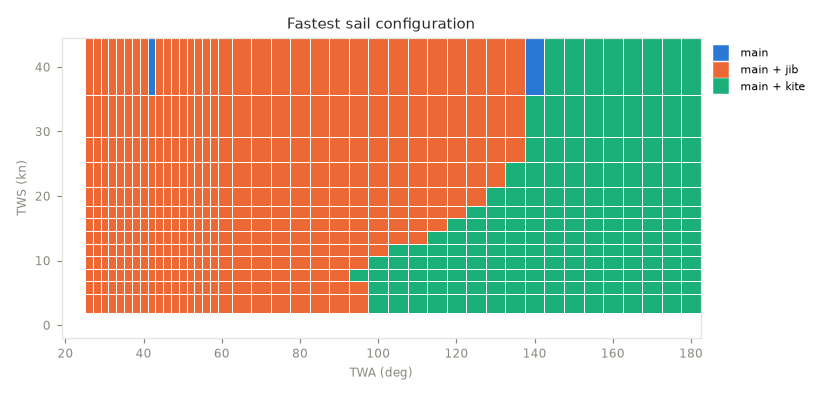 Fastest sail configuration
main
main + jib
main + kite
TWS (kn)
40
30
20
10
0
20 40 60 80 100 120 140 160 180
TWA (deg)